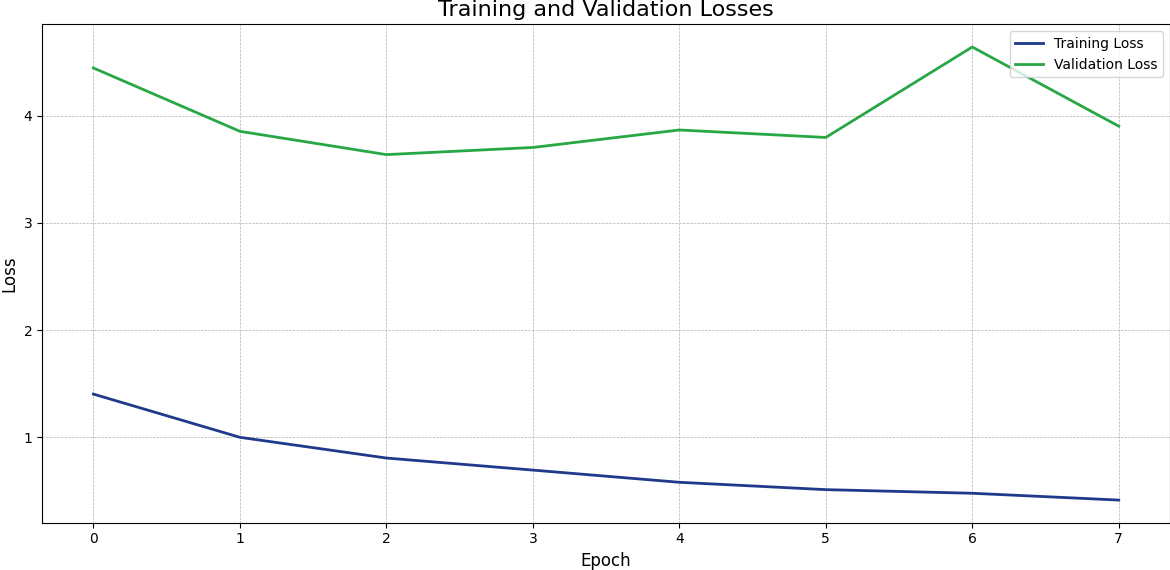 Training and Validation Losses
Training Loss
Validation Loss
Loss
4
3
2
1
0 1 2 3 4 5 6 7
Epoch